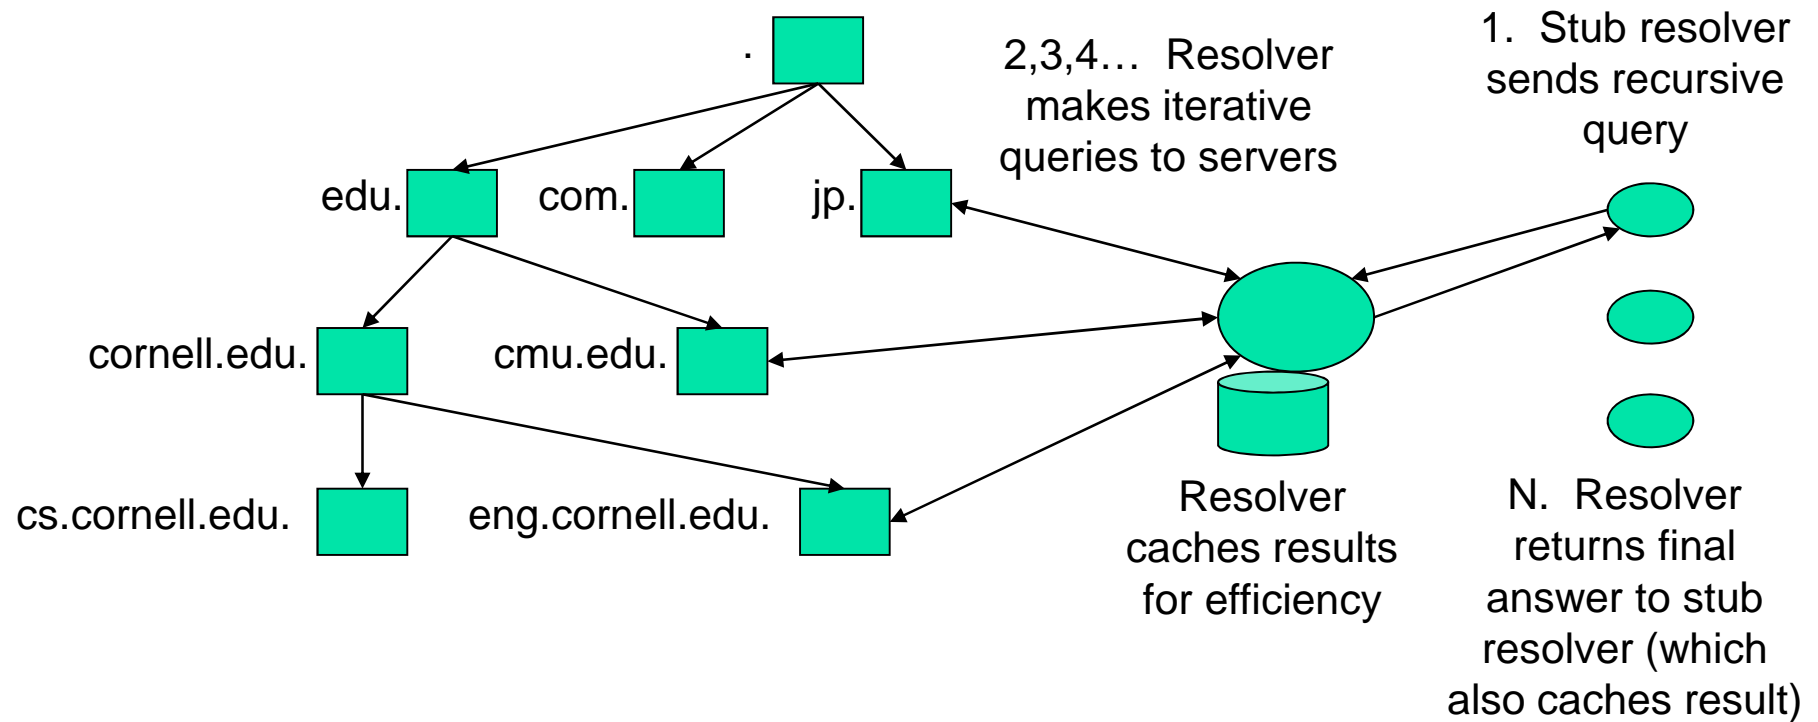 .
2,3,4… Resolver
makes iterative
queries to servers
1. Stub resolver
sends recursive
query
edu.
com.
jp.
cornell.edu.
cmu.edu.
cs.cornell.edu.
eng.cornell.edu.
Resolver
caches results
for efficiency
N. Resolver
returns final
answer to stub
resolver (which
also caches result)